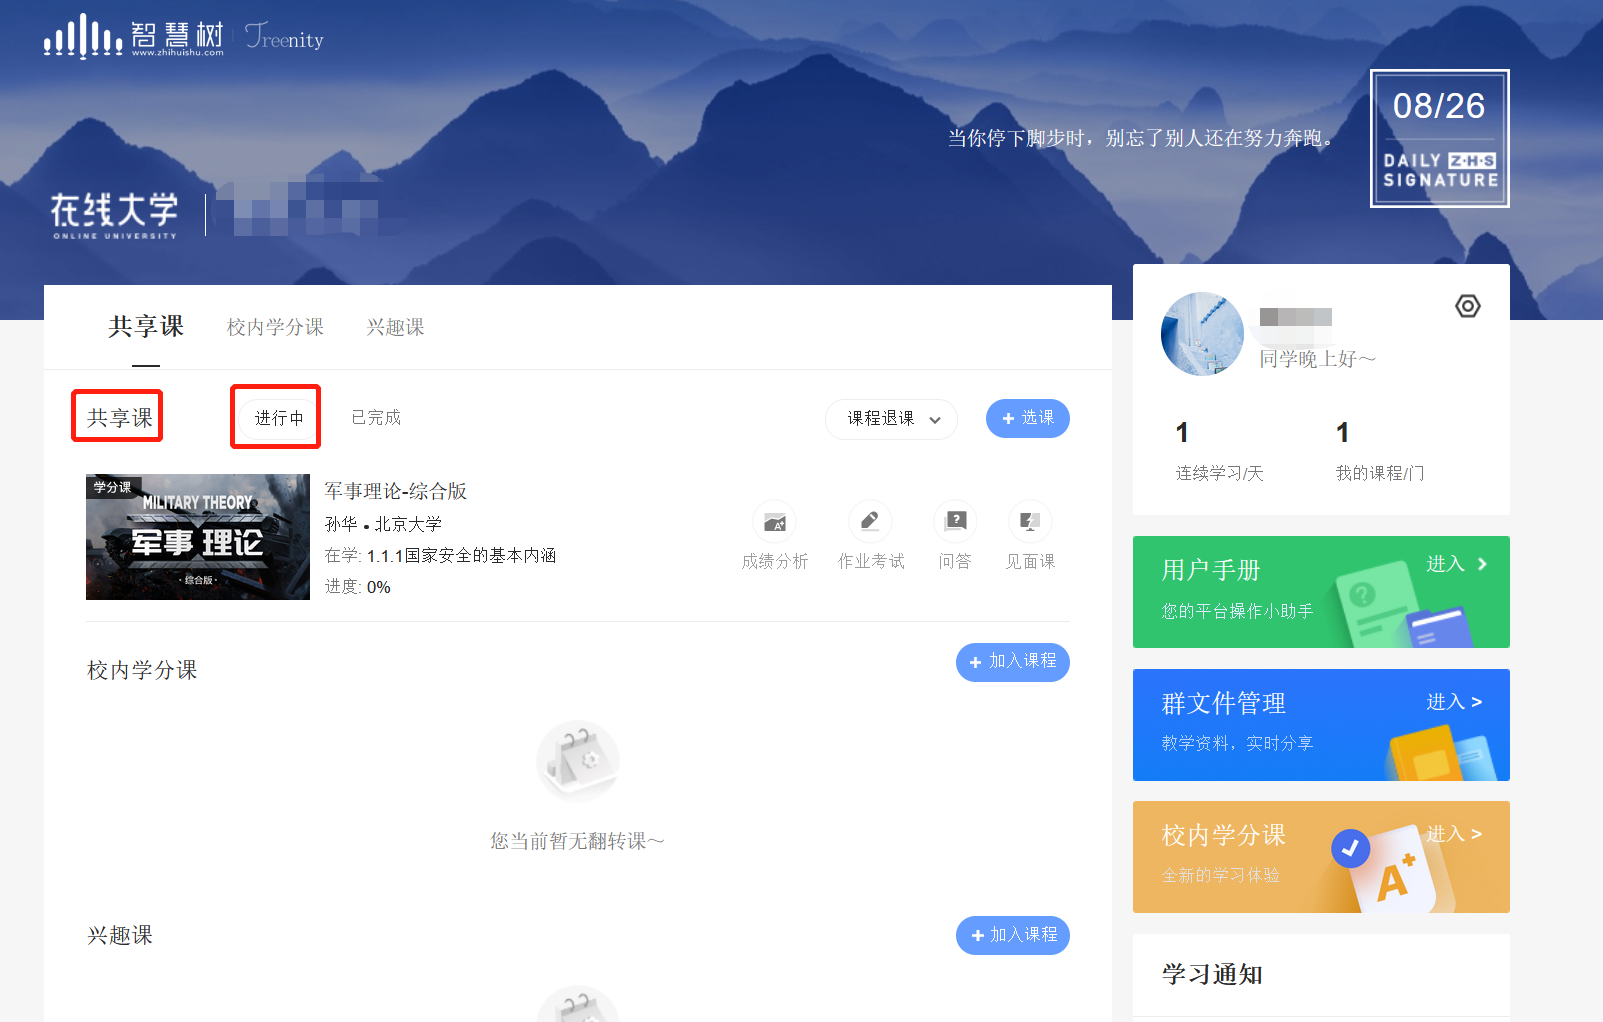 智慧树
www.zhihuishu.com
Treenity
08/26
当你停下脚步时，别忘了别人还在努力奔跑。
DAILY Z·H·S
SIGNATURE
在线大学
ONLINE UNIVERSITY
共享课 校内学分课 兴趣课
同学晚上好～
共享课 进行中 已完成 课程退课 + 选课
1 1
连续学习/天 我的课程/门
学分课
MILITARY THEORY
军事 理论
·综合版·
军事理论-综合版
孙华 • 北京大学
在学: 1.1.1国家安全的基本内涵
进度: 0%
成绩分析 作业考试 问答 见面课
用户手册 进入 >
您的平台操作小助手
校内学分课 + 加入课程
群文件管理 进入 >
教学资料，实时分享
您当前暂无翻转课～
校内学分课 进入 >
全新的学习体验
A+
兴趣课 + 加入课程
学习通知